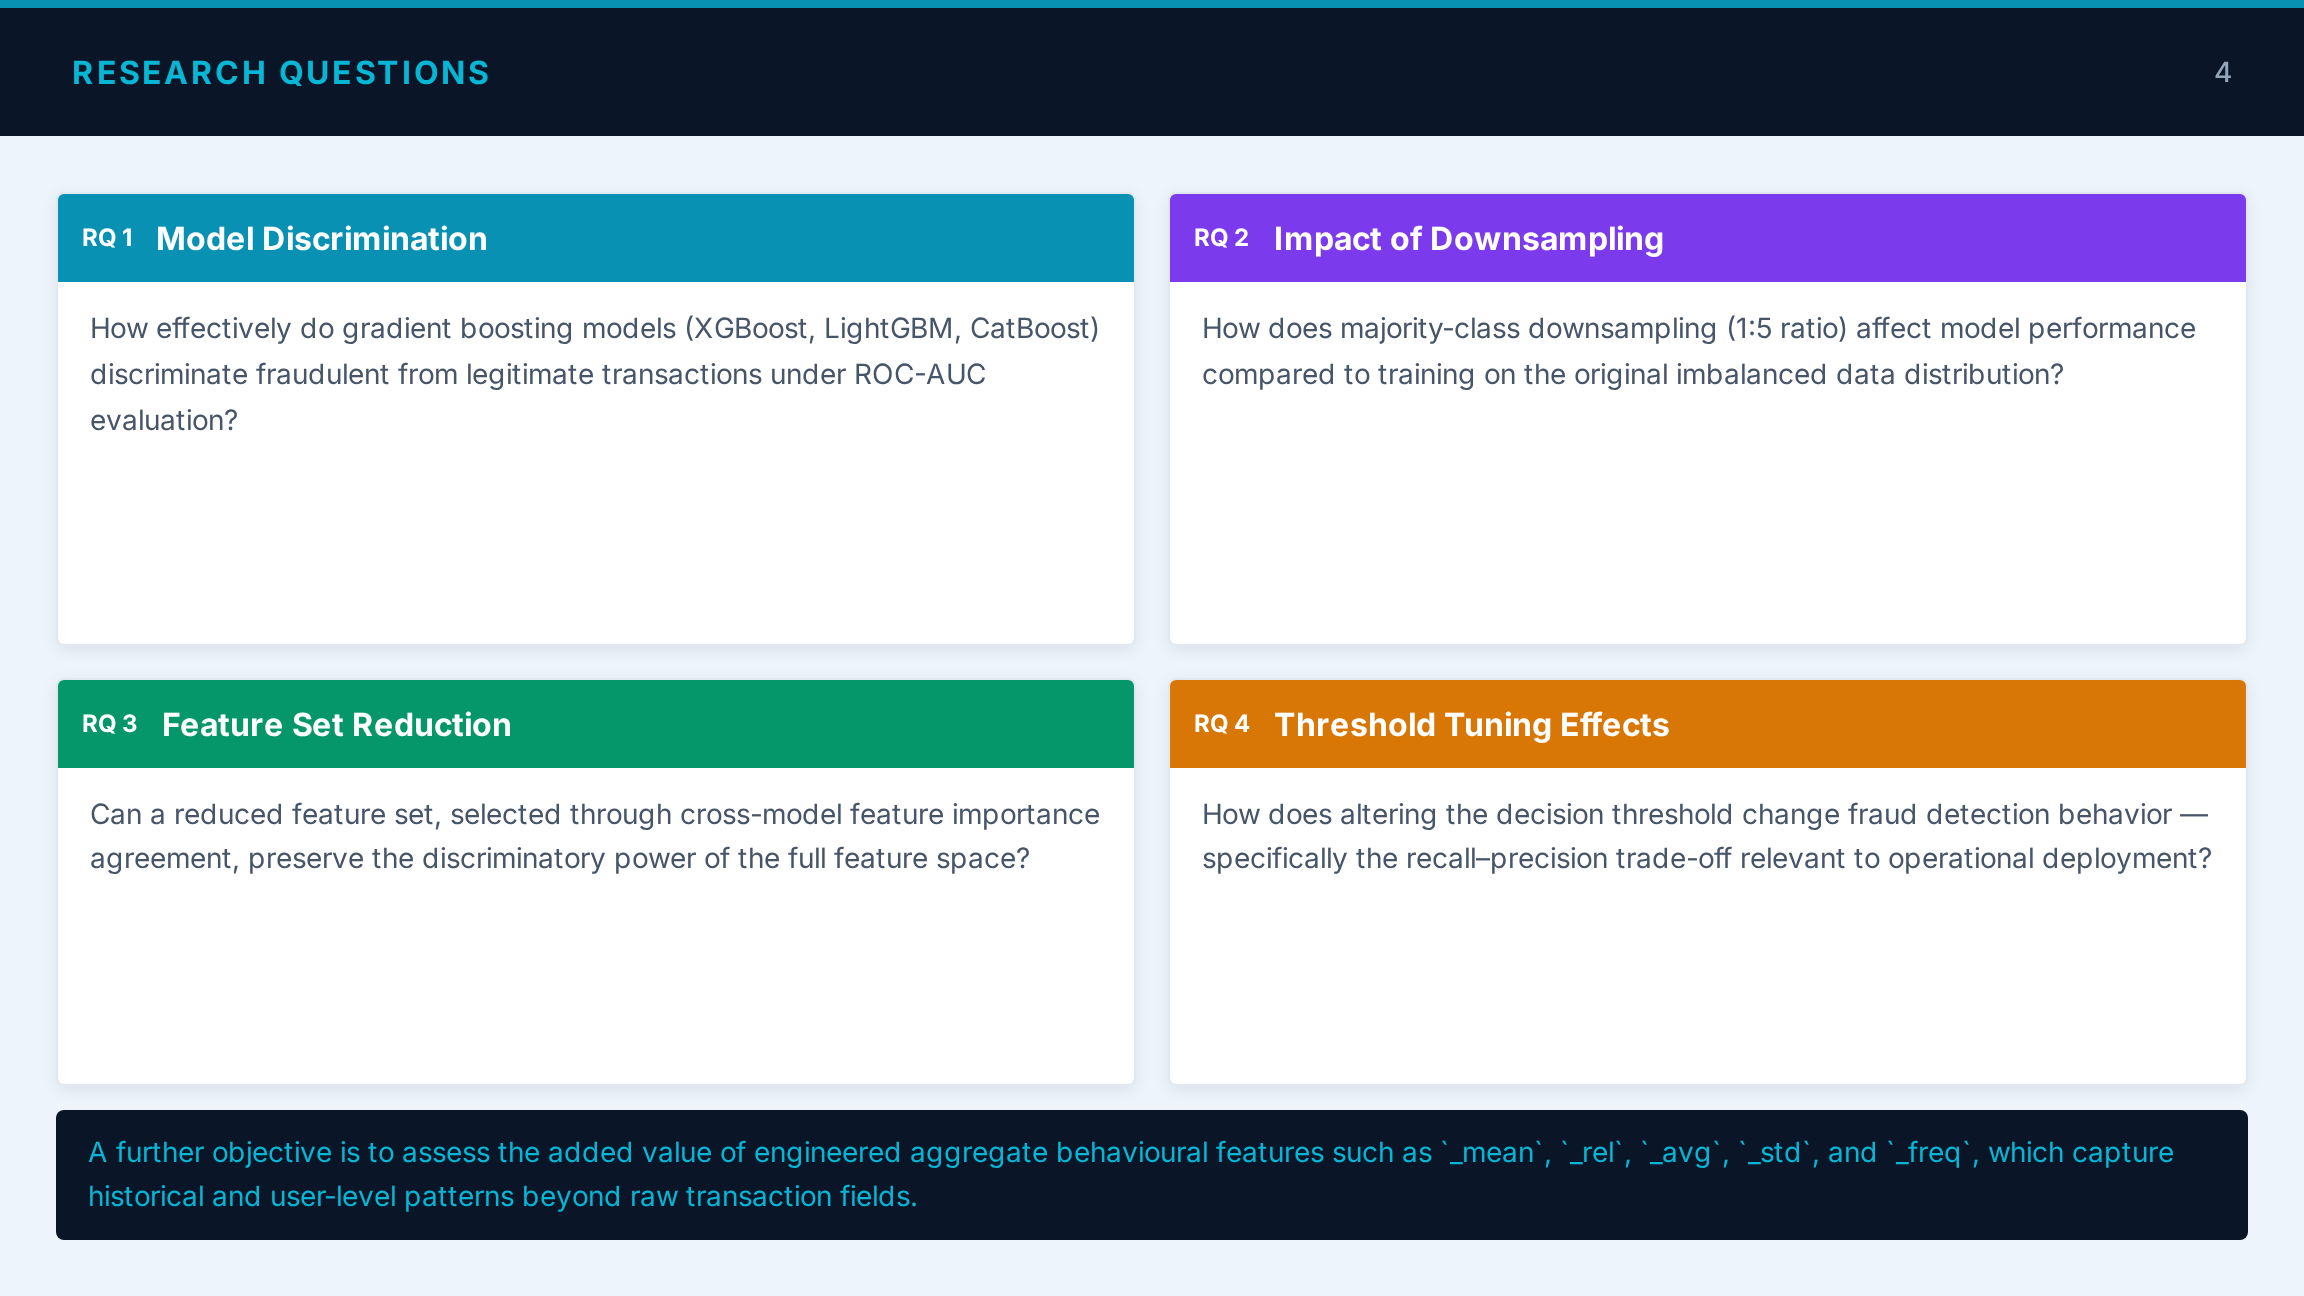 RESEARCH QUESTIONS
4
RQ 1 Model Discrimination
How effectively do gradient boosting models (XGBoost, LightGBM, CatBoost)
discriminate fraudulent from legitimate transactions under ROC-AUC
evaluation?
RQ 2 Impact of Downsampling
How does majority-class downsampling (1:5 ratio) affect model performance
compared to training on the original imbalanced data distribution?
RQ 3 Feature Set Reduction
Can a reduced feature set, selected through cross-model feature importance
agreement, preserve the discriminatory power of the full feature space?
RQ 4 Threshold Tuning Effects
How does altering the decision threshold change fraud detection behavior —
specifically the recall–precision trade-off relevant to operational deployment?
A further objective is to assess the added value of engineered aggregate behavioural features such as `_mean`, `_rel`, `_avg`, `_std`, and `_freq`, which capture
historical and user-level patterns beyond raw transaction fields.